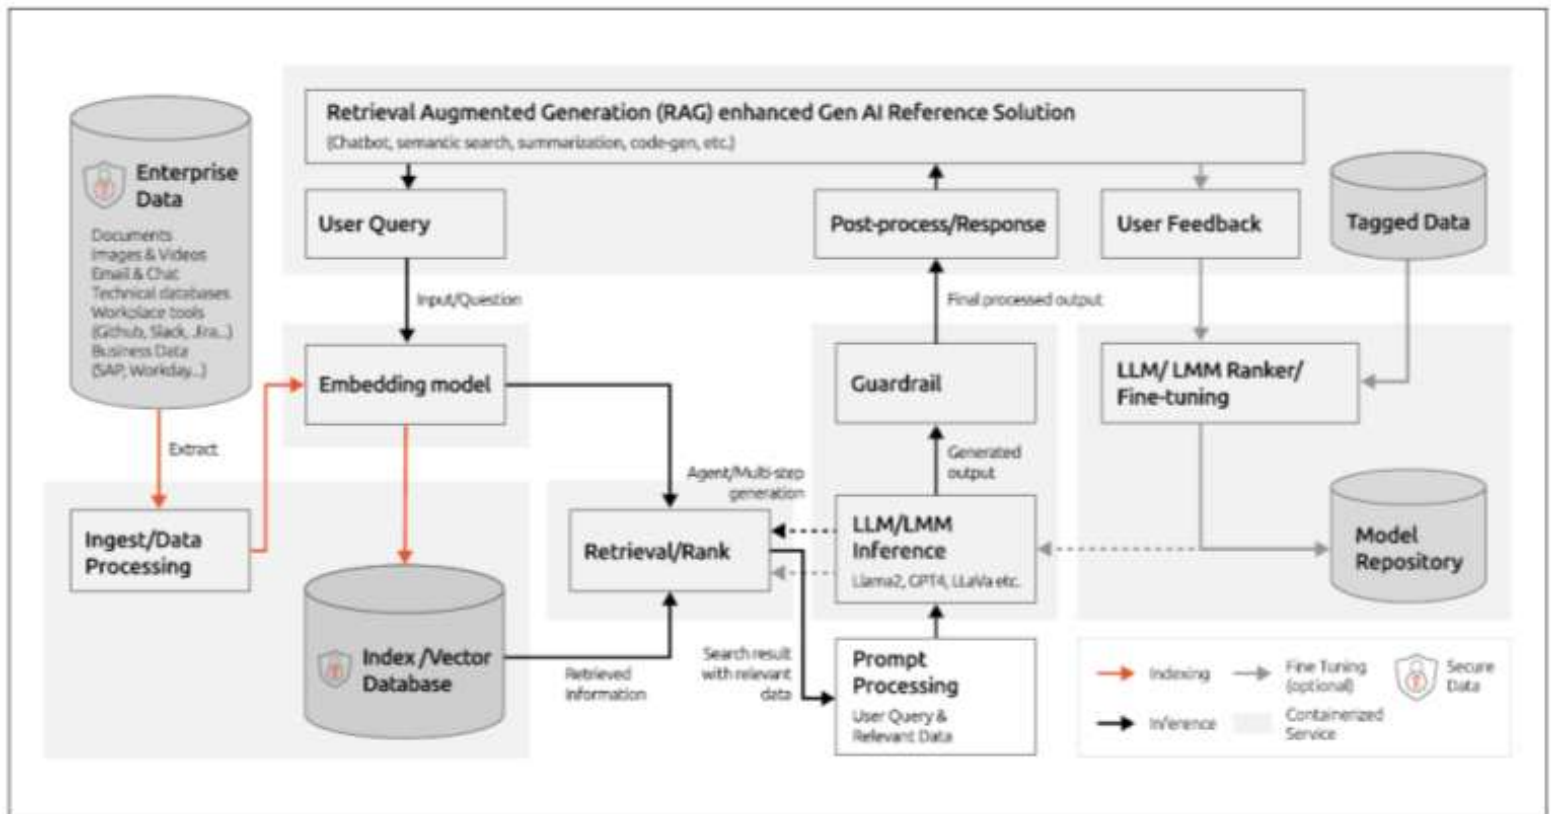 Retrieval Augmented Generation (RAG) enhanced Gen AI Reference Solution
(Chatbot, semantic search, summarization, code-gen, etc.)
Enterprise
Data
Documents
Images & Videos
Email & Chat
Technical databases
Workplace tools
(Github, Slack, Jira...)
Business Data
(SAP, Workday...)
User Query
Post-process/Response
User Feedback
Tagged Data
Input/Question
Final processed output
Embedding model
Guardrail
LLM/ LMM Ranker/
Fine-tuning
Extract
Generated
output
Agent/Multi-step
generation
Ingest/Data
Processing
Retrieval/Rank
LLM/LMM
Inference
Llama2, GPT4, LLaVa etc.
Model
Repository
Index /Vector
Database
Retrieved
Information
Search result
with relevant
data
Prompt
Processing
User Query &
Relevant Data
Indexing
Fine Tuning
(optional)
Secure
Data
Inference
Containerized
Service